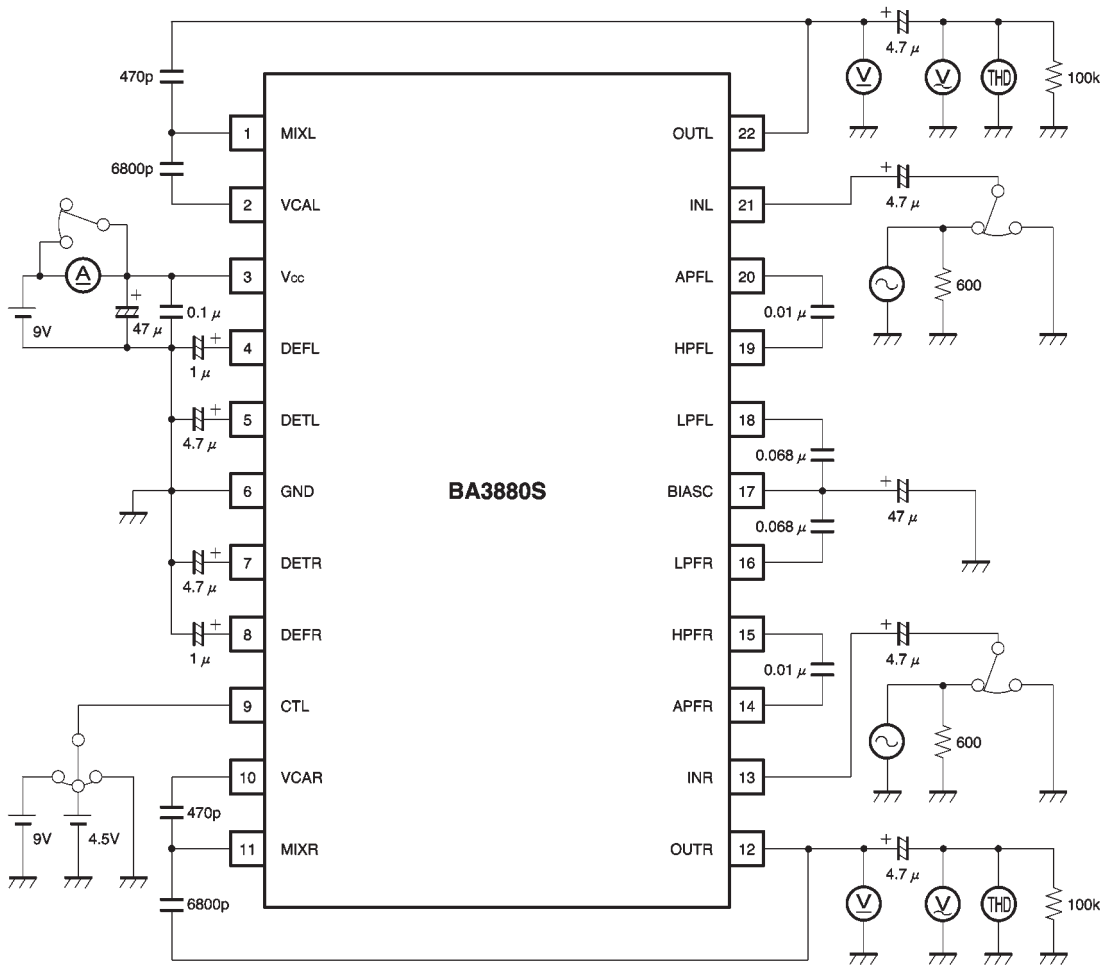 470p
6800p
9V
A
+
47 μ
0.1 μ
+
1 μ
+
4.7 μ
+
4.7 μ
+
1 μ
9V
4.5V
470p
6800p
1 MIXL
2 VCAL
3 Vcc
4 DEFL
5 DETL
6 GND
7 DETR
8 DEFR
9 CTL
10 VCAR
11 MIXR
BA3880S
OUTL 22
INL 21
APFL 20
HPFL 19
LPFL 18
BIASC 17
LPFR 16
HPFR 15
APFR 14
INR 13
OUTR 12
+
4.7 μ
V
V
THD
100k
+
4.7 μ
600
0.01 μ
0.068 μ
0.068 μ
+
47 μ
0.01 μ
+
4.7 μ
600
+
4.7 μ
V
V
THD
100k